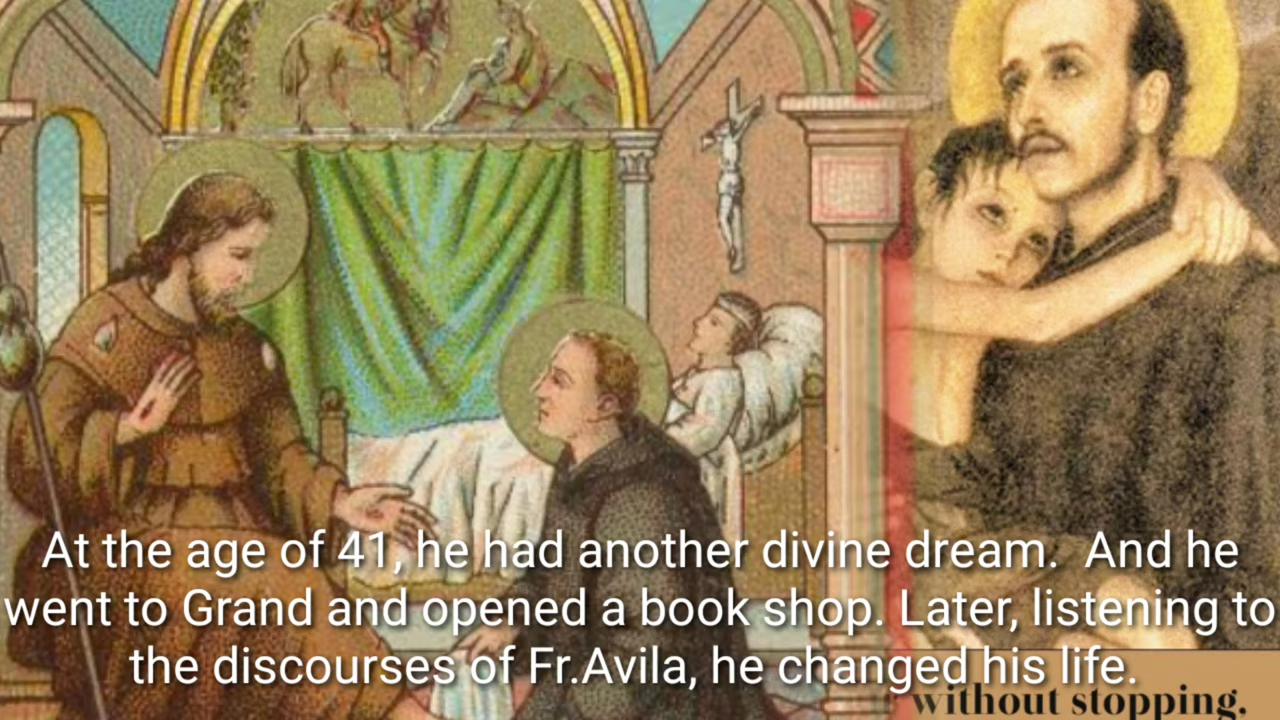 At the age of 41, he had another divine dream.  And he
went to Grand and opened a book shop. Later, listening to
the discourses of Fr.Avila, he changed his life.
without stopping.